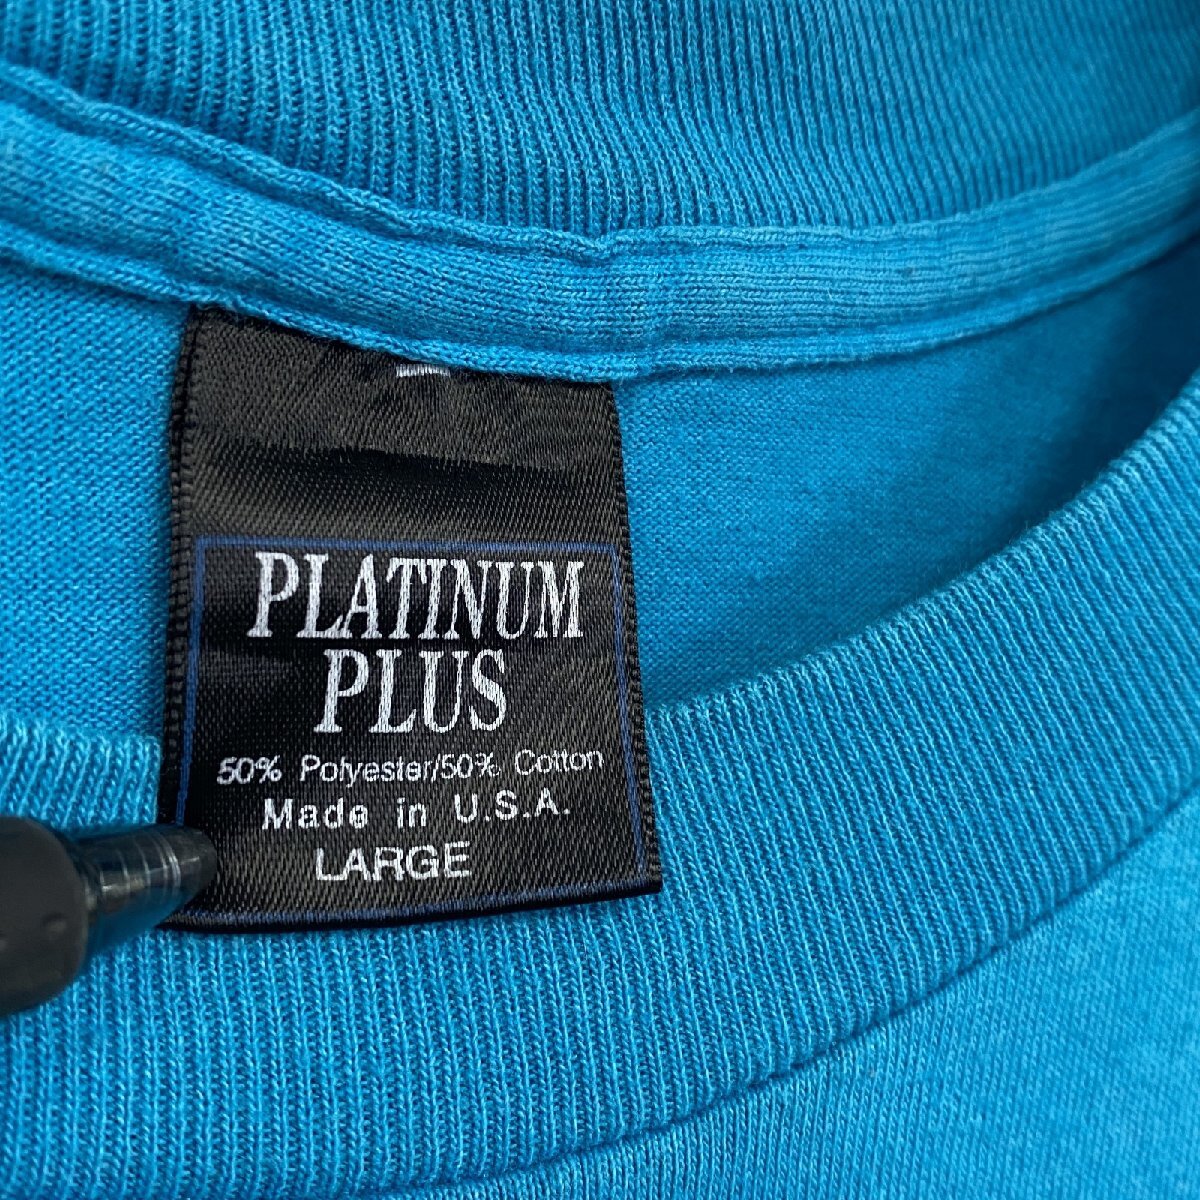 PLATINUM
PLUS
50% Polyester/50% Cotton
Made in U.S.A.
LARGE